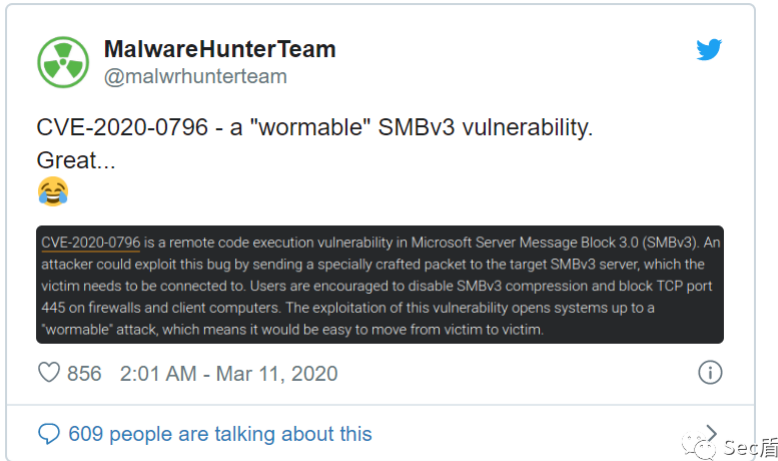 MalwareHunterTeam
@malwrhunterteam
CVE-2020-0796 - a "wormable" SMBv3 vulnerability.
Great...
😂
CVE-2020-0796 is a remote code execution vulnerability in Microsoft Server Message Block 3.0 (SMBv3). An
attacker could exploit this bug by sending a specially crafted packet to the target SMBv3 server, which the
victim needs to be connected to. Users are encouraged to disable SMBv3 compression and block TCP port
445 on firewalls and client computers. The exploitation of this vulnerability opens systems up to a
"wormable" attack, which means it would be easy to move from victim to victim.
856 2:01 AM - Mar 11, 2020
609 people are talking about this
Sec盾